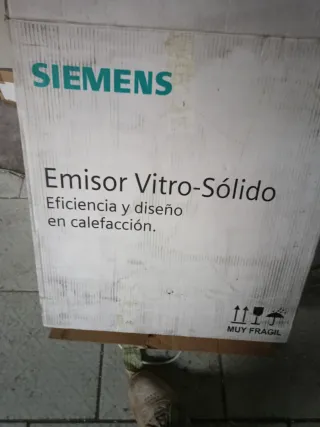 SIEMENS
Emisor Vitro-Sólido
Eficiencia y diseño
en calefacción.
MUY FRAGIL